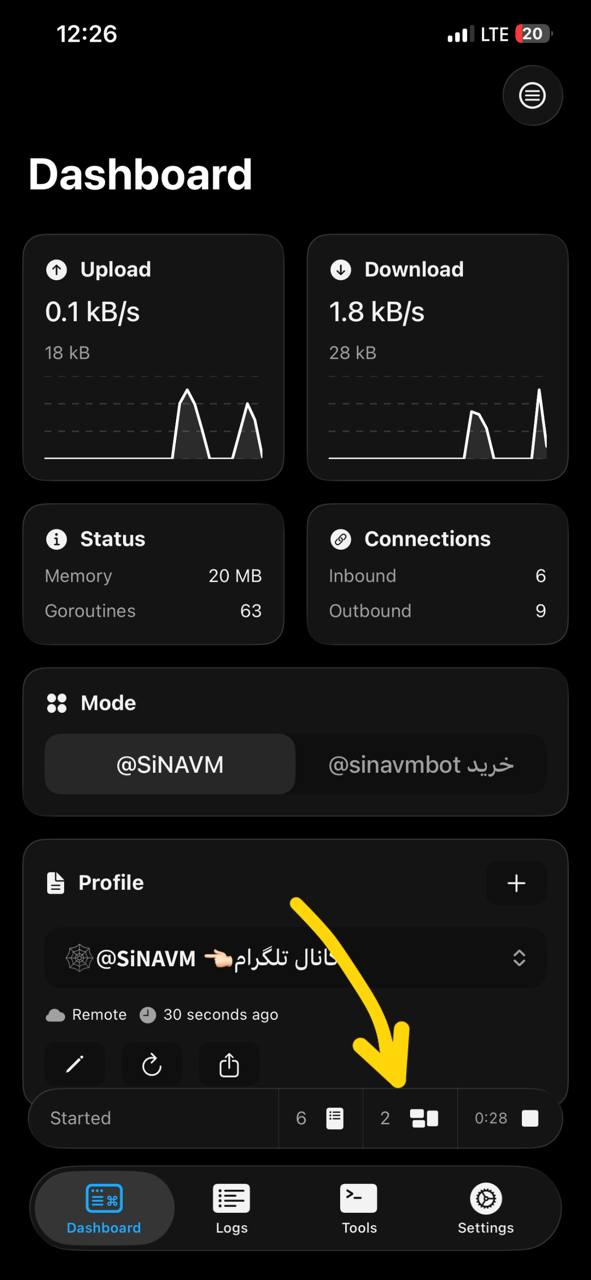 12:26 LTE 20
Dashboard
Upload
0.1 kB/s
18 kB
Download
1.8 kB/s
28 kB
Status
Memory 20 MB
Goroutines 63
Connections
Inbound 6
Outbound 9
Mode
@SiNAVM
@sinavmbot خرید
Profile
@SiNAVM 👈🏻کانال تلگرام
Remote 30 seconds ago
Started 6 2 0:28
Dashboard Logs Tools Settings